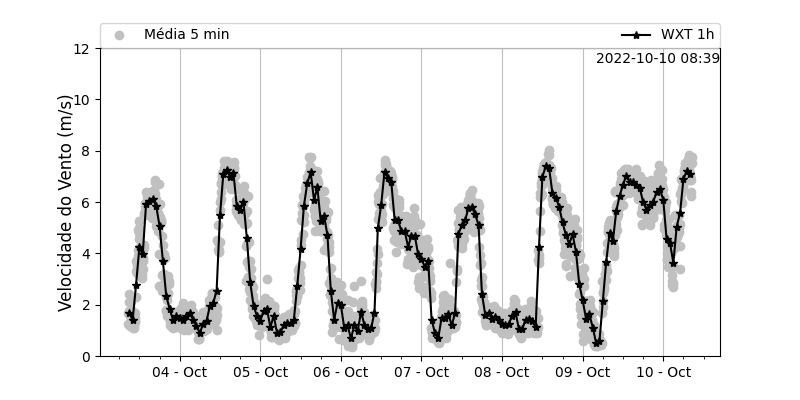 Média 5 min
WXT 1h
2022-10-10 08:39
Velocidade do Vento (m/s)
12
10
8
6
4
2
0
04 - Oct
05 - Oct
06 - Oct
07 - Oct
08 - Oct
09 - Oct
10 - Oct